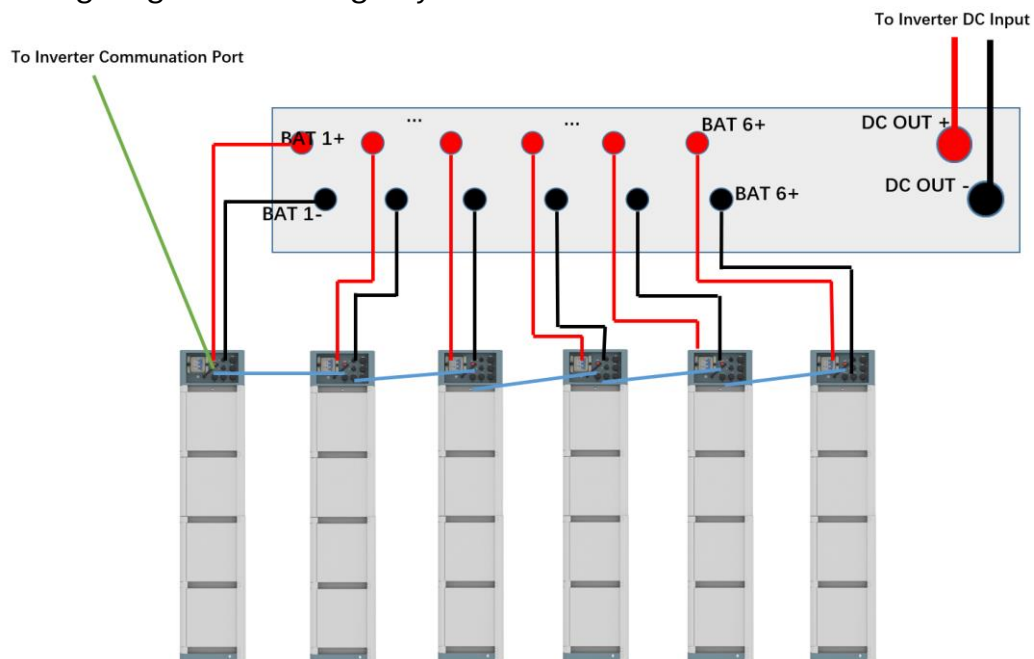 To Inverter DC Input
To Inverter Communation Port
... ...
BAT 1+
BAT 6+
DC OUT +
BAT 1-
BAT 6+
DC OUT -